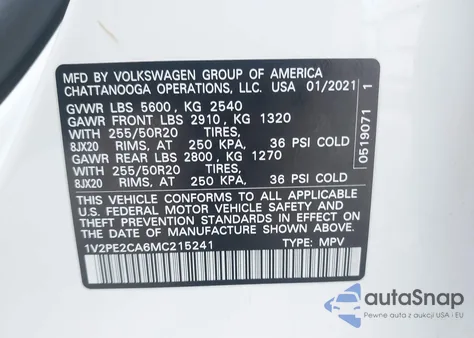 MFD BY VOLKSWAGEN GROUP OF AMERICA
CHATTANOOGA OPERATIONS, LLC. USA 01/2021
GVWR LBS 5600, KG 2540
GAWR FRONT LBS 2910, KG 1320
WITH 255/50R20 TIRES,
8JX20 RIMS, AT 250 KPA, 36 PSI COLD
GAWR REAR LBS 2800, KG 1270
WITH 255/50R20 TIRES,
8JX20 RIMS, AT 250 KPA, 36 PSI COLD
THIS VEHICLE CONFORMS TO ALL APPLICABLE
U.S. FEDERAL MOTOR VEHICLE SAFETY AND
THEFT PREVENTION STANDARDS IN EFFECT ON
THE DATE OF MANUFACTURE SHOWN ABOVE.
1V2PE2CA6MC215241 TYPE: MPV
0519071 1
autoSnap
Pewne auta z aukcji USA i EU